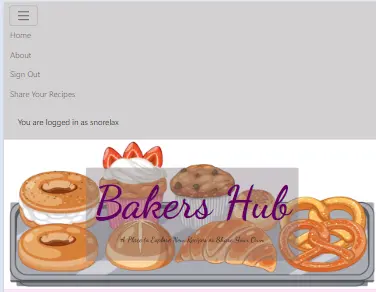 Home
About
Sign Out
Share Your Recipes
You are logged in as snorelax
Bakers Hub
A Place to Explore New Recipes or Share Your Own